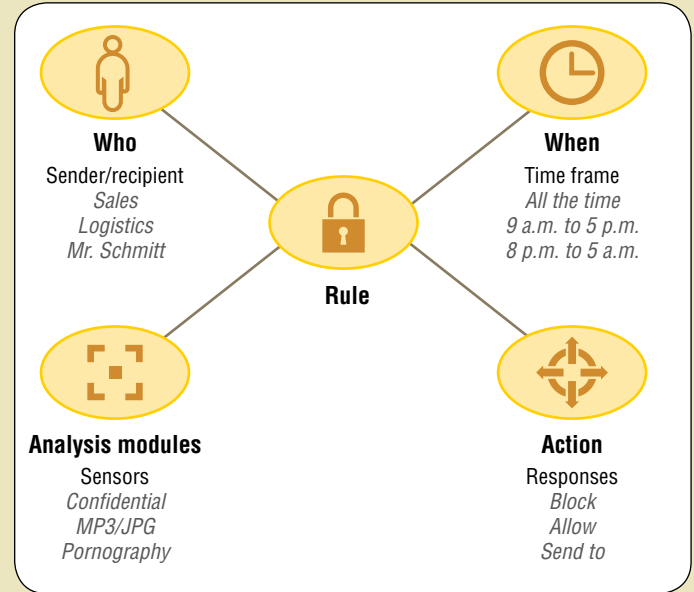 Who
Sender/recipient
Sales
Logistics
Mr. Schmitt
When
Time frame
All the time
9 a.m. to 5 p.m.
8 p.m. to 5 a.m.
Rule
Analysis modules
Sensors
Confidential
MP3/JPG
Pornography
Action
Responses
Block
Allow
Send to